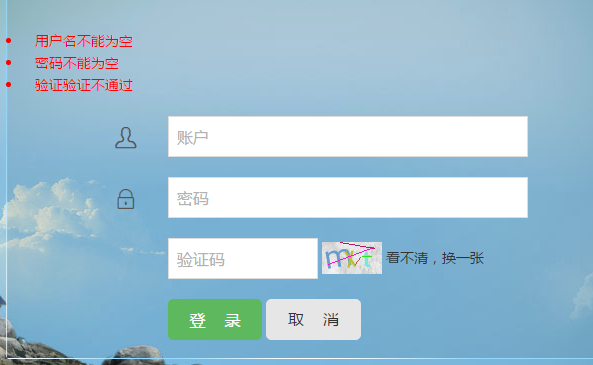 用户名不能为空
密码不能为空
验证验证不通过
账户
密码
验证码
看不清，换一张
登 录
取 消